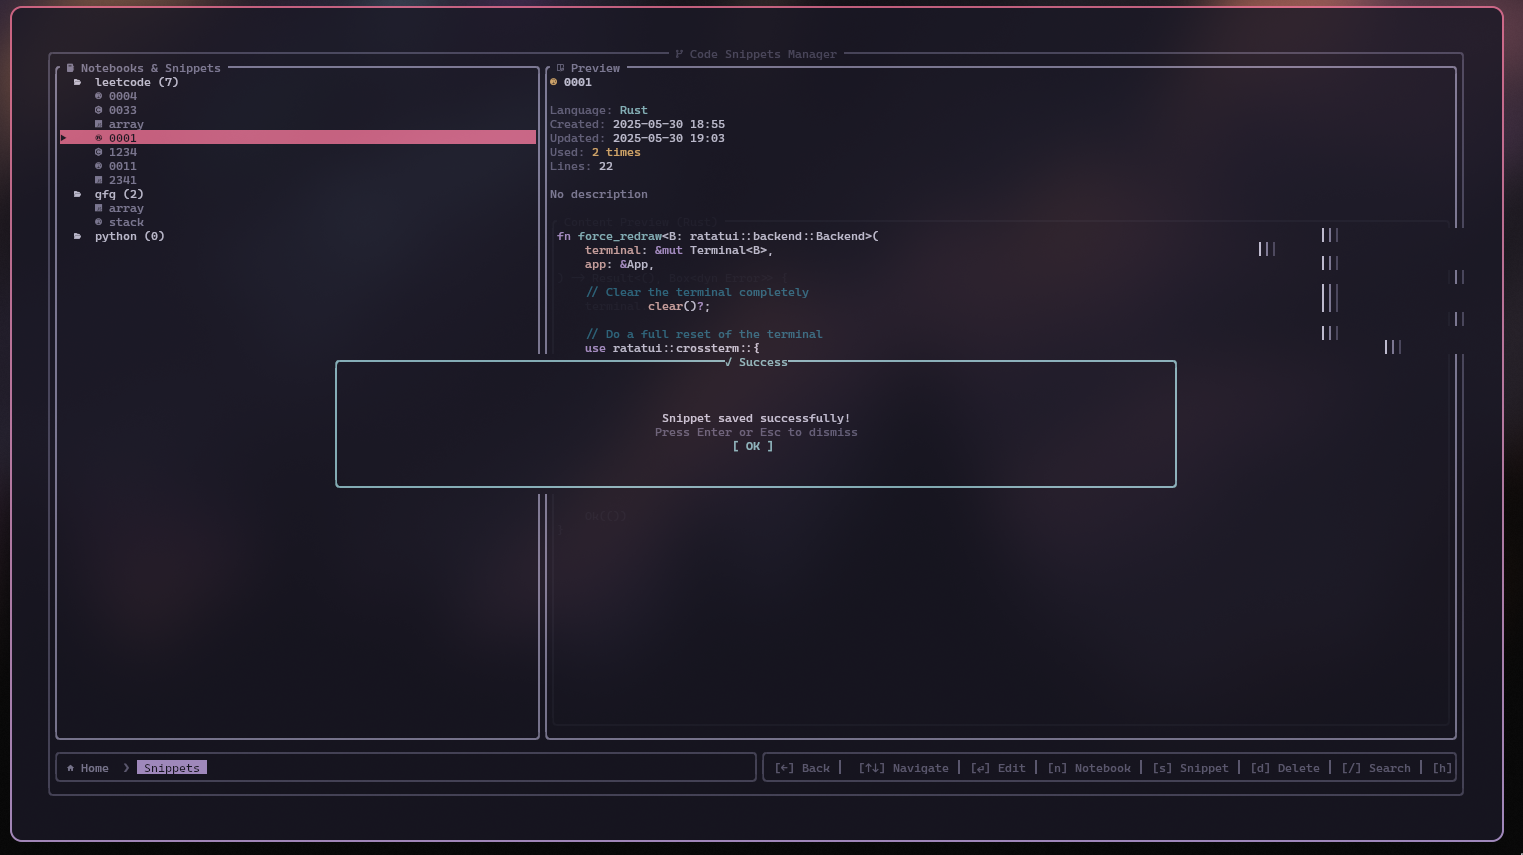 Code Snippets Manager
Notebooks & Snippets
leetcode (7)
0004
0033
array
0001
1234
0011
2341
gfg (2)
array
stack
python (0)
Preview
0001
Language: Rust
Created: 2025-05-30 18:55
Updated: 2025-05-30 19:03
Used: 2 times
Lines: 22
No description
Content Preview (Rust)
fn force_redraw<B: ratatui::backend::Backend>(
terminal: &mut Terminal<B>,
app: &App,
// Clear the terminal completely
terminal clear()?;
// Do a full reset of the terminal
use ratatui::crossterm::{
√ Success
Snippet saved successfully!
Press Enter or Esc to dismiss
[ OK ]
Ok(())
}
Home ❯ Snippets
[←] Back │ [↑↓] Navigate │ [↵] Edit │ [n] Notebook │ [s] Snippet │ [d] Delete │ [/] Search │ [h]